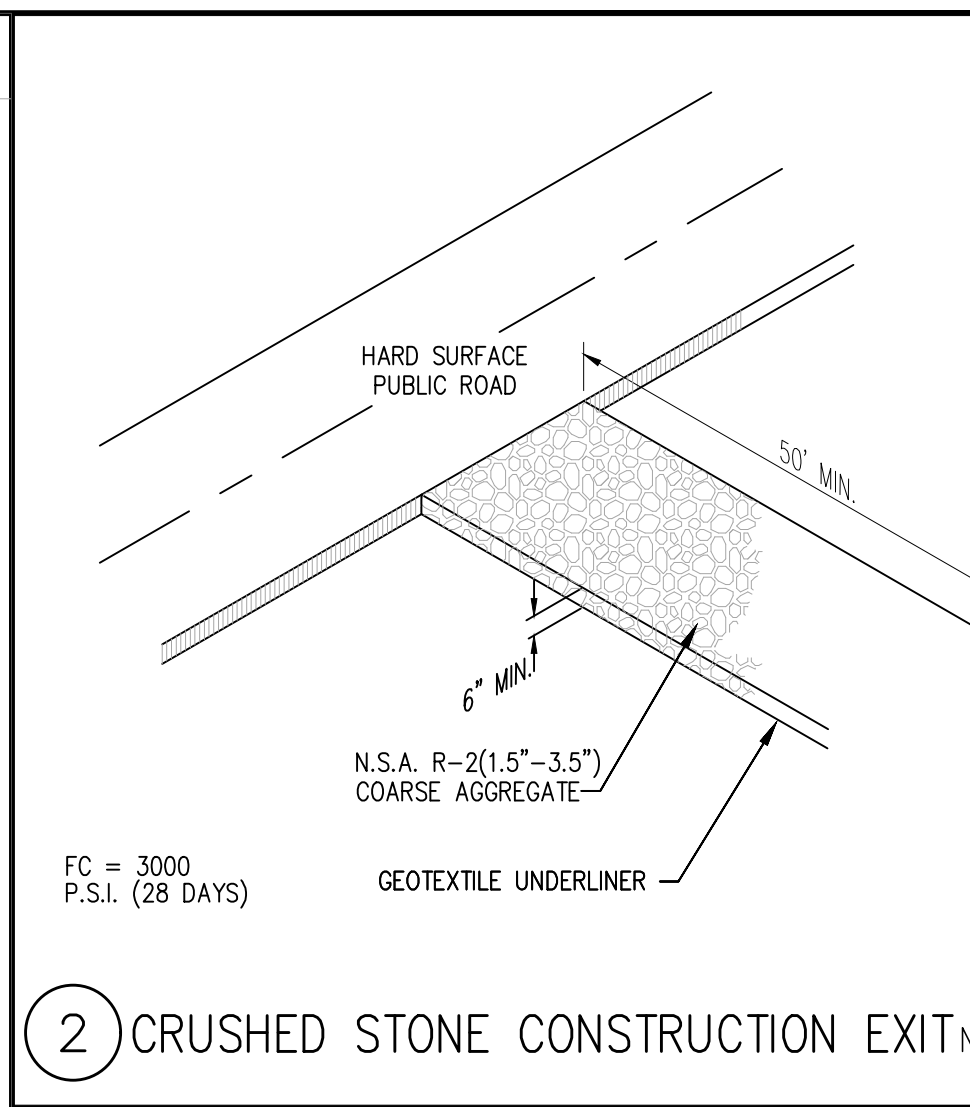 HARD SURFACE
PUBLIC ROAD
50' MIN.
6" MIN.
N.S.A. R-2(1.5"-3.5")
COARSE AGGREGATE
GEOTEXTILE UNDERLINER
FC = 3000
P.S.I. (28 DAYS)
2 CRUSHED STONE CONSTRUCTION EXIT